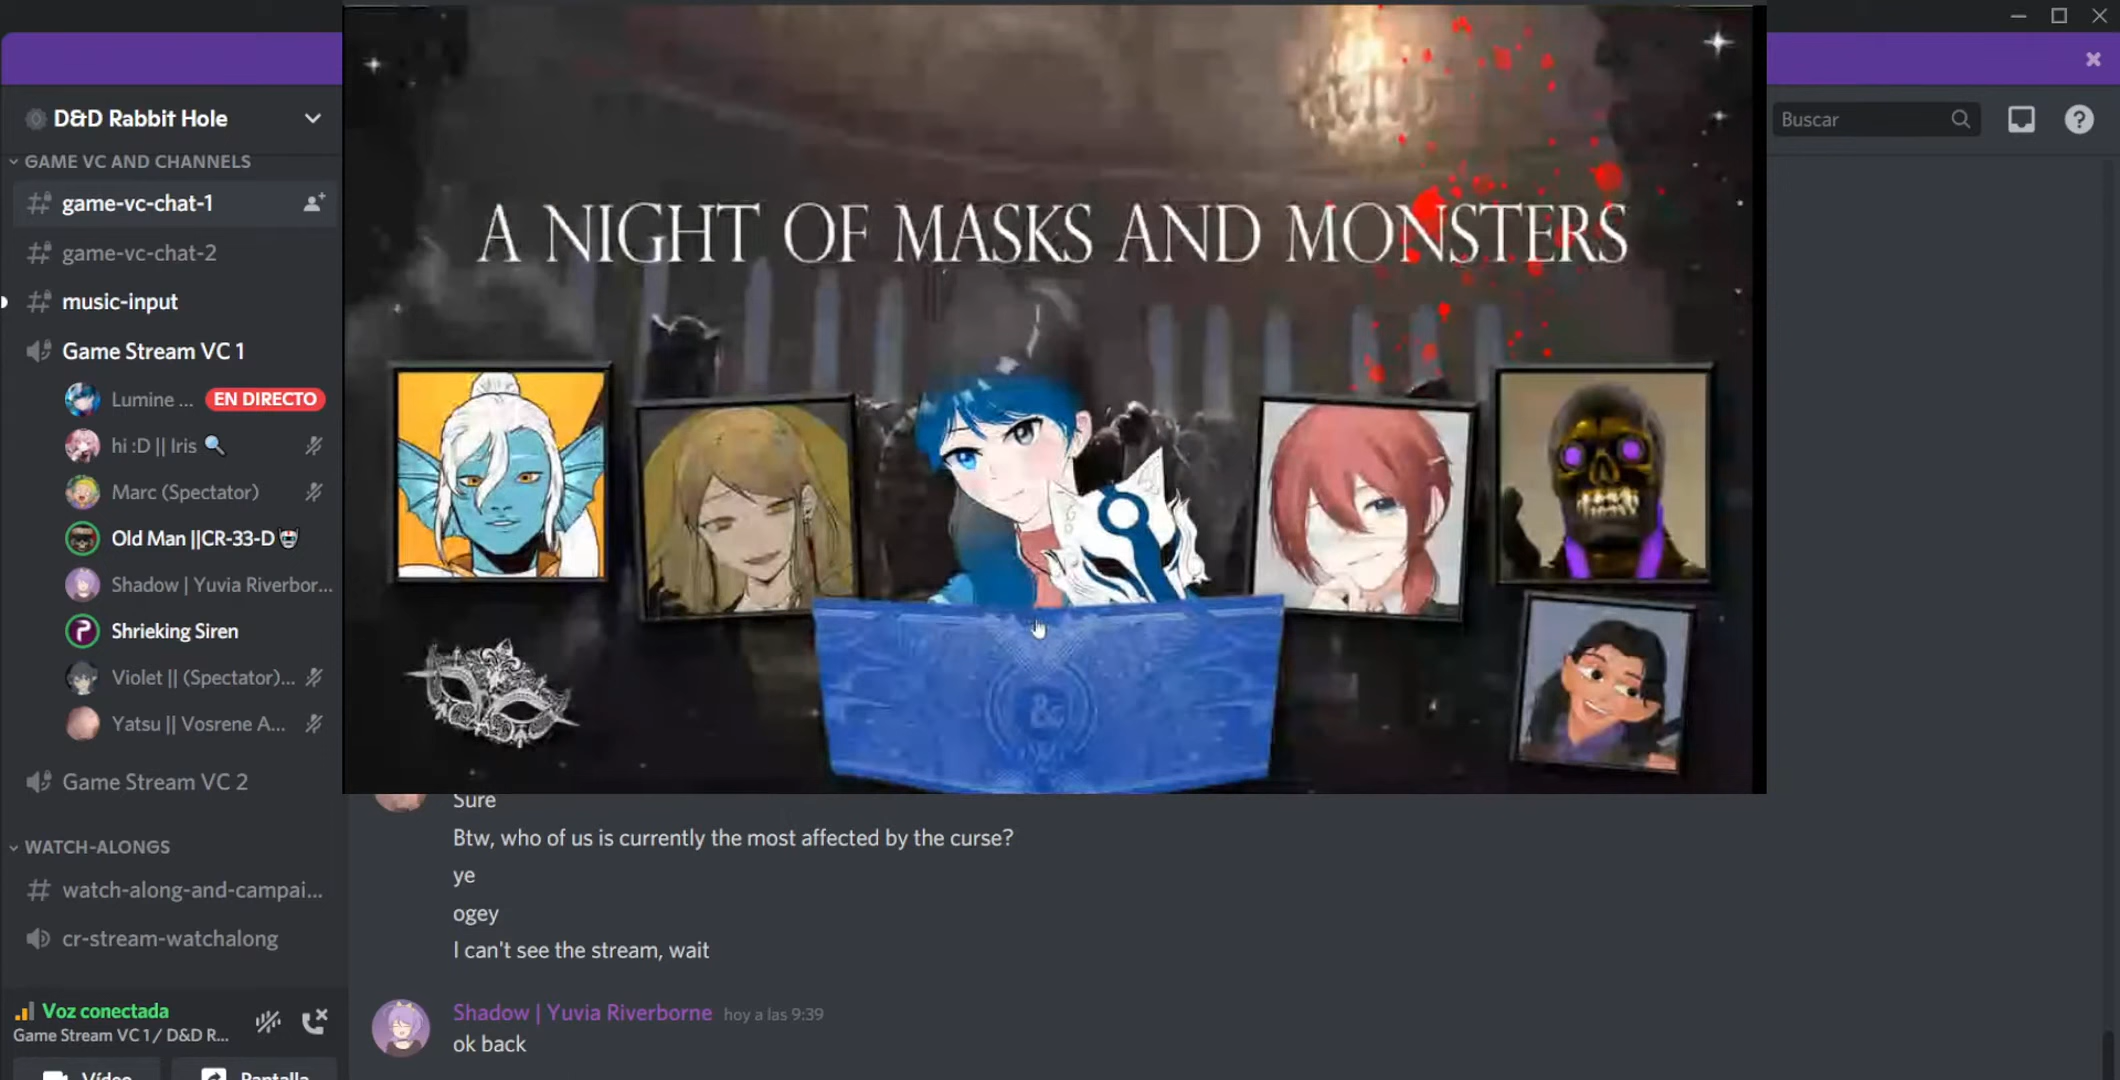 D&D Rabbit Hole
Buscar
GAME VC AND CHANNELS
game-vc-chat-1
game-vc-chat-2
music-input
Game Stream VC 1
Lumine ... EN DIRECTO
hi :D || Iris 🔍
Marc (Spectator)
Old Man ||CR-33-D
Shadow | Yuvia Riverbor...
Shrieking Siren
Violet || (Spectator)...
Yatsu || Vosrene A...
Game Stream VC 2
WATCH-ALONGS
watch-along-and-campai...
cr-stream-watchalong
Voz conectada
Game Stream VC 1 / D&D R...
Vídeo
Pantalla
A NIGHT OF MASKS AND MONSTERS
&
Sure
Btw, who of us is currently the most affected by the curse?
ye
ogey
I can't see the stream, wait
Shadow | Yuvia Riverborne hoy a las 9:39
ok back